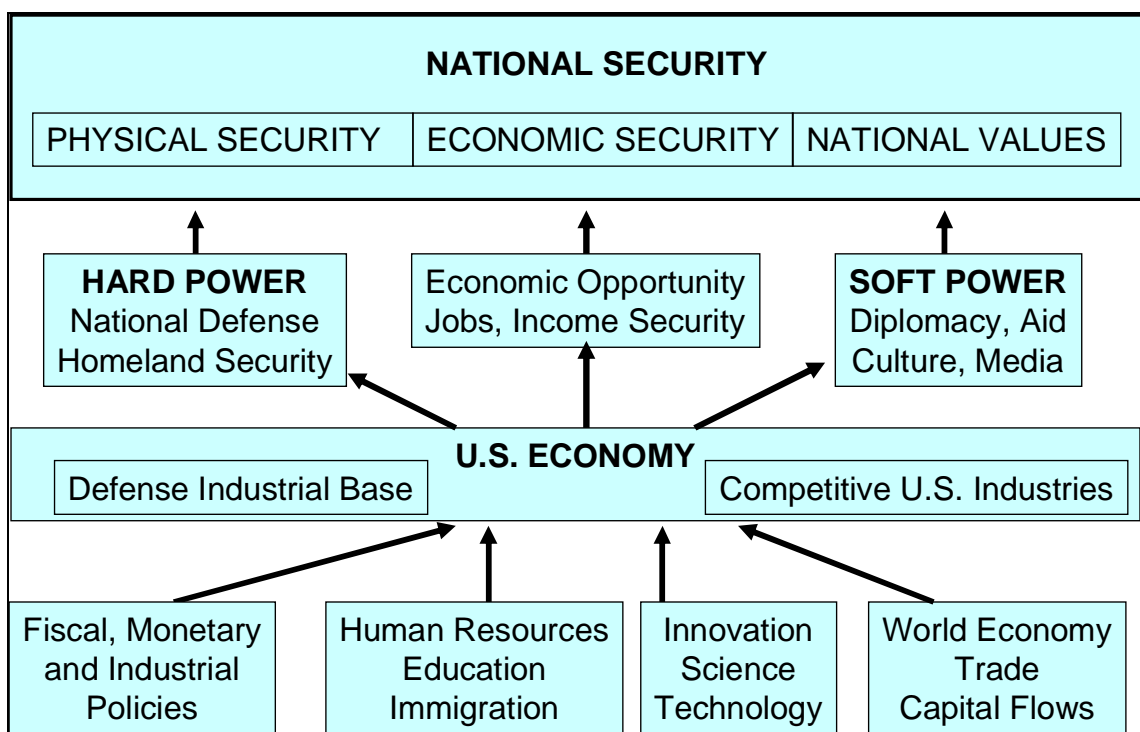 NATIONAL SECURITY
PHYSICAL SECURITY
ECONOMIC SECURITY
NATIONAL VALUES
HARD POWER
National Defense
Homeland Security
Economic Opportunity
Jobs, Income Security
SOFT POWER
Diplomacy, Aid
Culture, Media
U.S. ECONOMY
Defense Industrial Base
Competitive U.S. Industries
Fiscal, Monetary
and Industrial
Policies
Human Resources
Education
Immigration
Innovation
Science
Technology
World Economy
Trade
Capital Flows